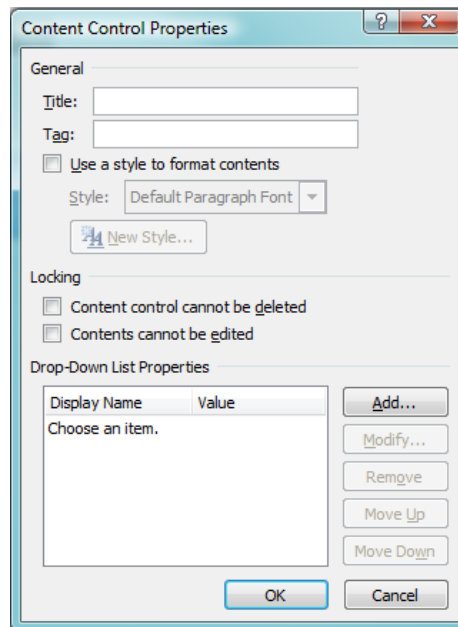 Content Control Properties
?
General
Title:
Tag:
Use a style to format contents
Style: Default Paragraph Font
New Style...
Locking
Content control cannot be deleted
Contents cannot be edited
Drop-Down List Properties
Display Name Value
Choose an item.
Add...
Modify...
Remove
Move Up
Move Down
OK Cancel